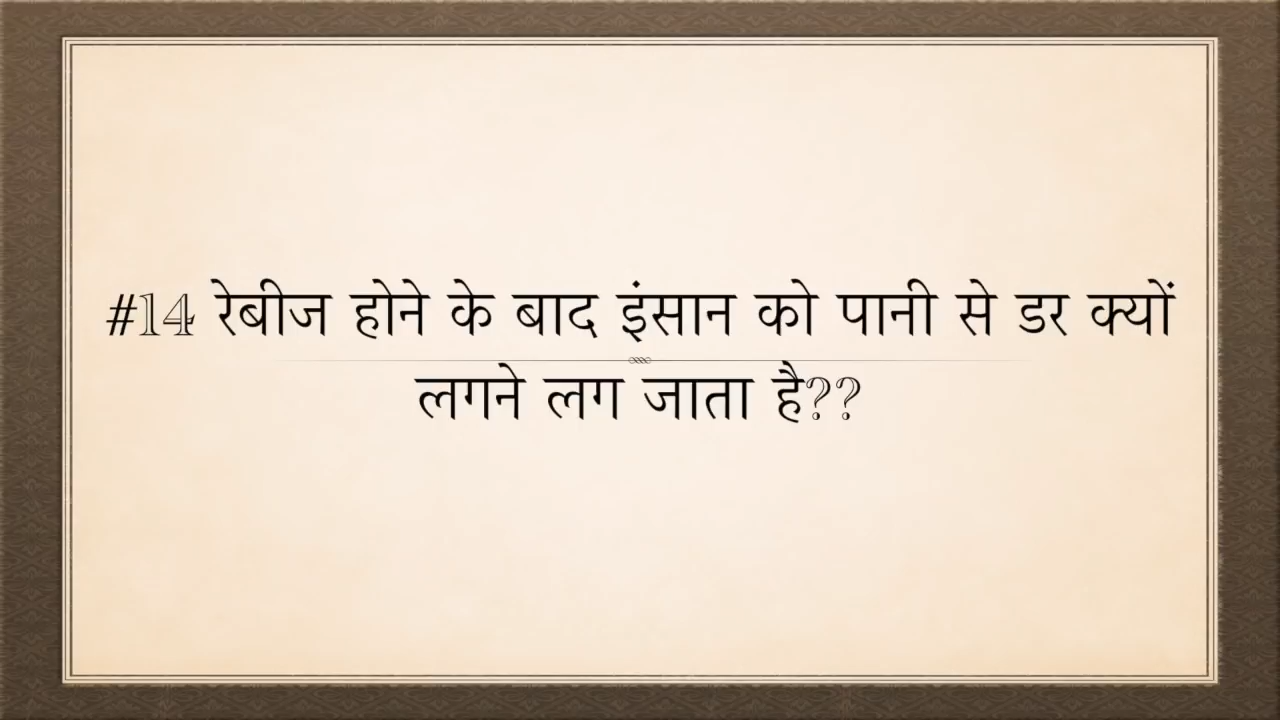 #14 रेबीज होने के बाद इंसान को पानी से डर क्यों
लगने लग जाता है??